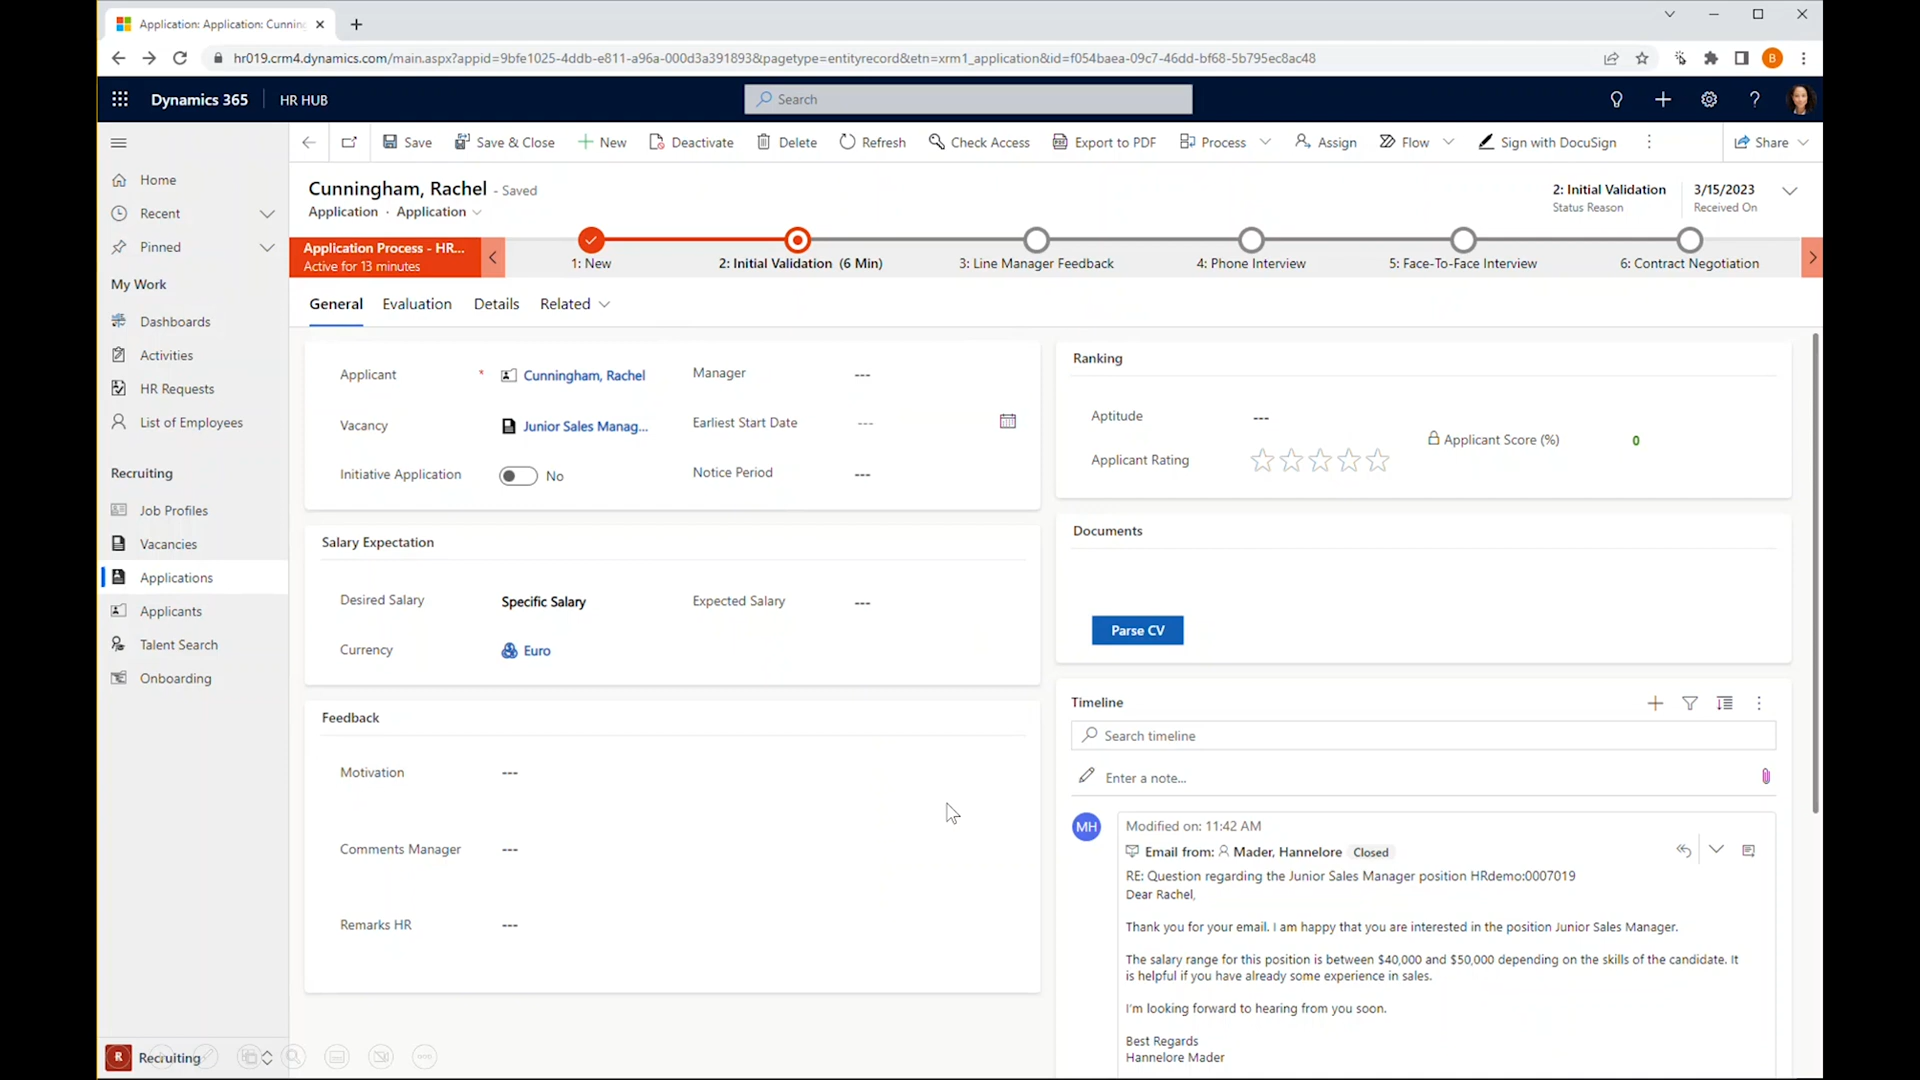 Application: Application: Cunnin
hr019.crm4.dynamics.com/main.aspx?appid=9bfe1025-4ddb-e811-a96a-000d3a391893&pagetype=entityrecord&etn=xrm1_application&id=f054baea-09c7-46dd-bf68-5b795ec8ac48
B
Dynamics 365
HR HUB
Search
Save
Save & Close
New
Deactivate
Delete
Refresh
Check Access
Export to PDF
Process
Assign
Flow
Sign with DocuSign
Share
Home
Recent
Pinned
My Work
Dashboards
Activities
HR Requests
List of Employees
Recruiting
Job Profiles
Vacancies
Applications
Applicants
Talent Search
Onboarding
R Recruiting
Cunningham, Rachel - Saved
Application · Application
2: Initial Validation
Status Reason
3/15/2023
Received On
Application Process - HR...
Active for 13 minutes
1: New
2: Initial Validation (6 Min)
3: Line Manager Feedback
4: Phone Interview
5: Face-To-Face Interview
6: Contract Negotiation
General
Evaluation
Details
Related
Applicant * Cunningham, Rachel
Manager ---
Vacancy Junior Sales Manag...
Earliest Start Date ---
Initiative Application No
Notice Period ---
Salary Expectation
Desired Salary Specific Salary
Expected Salary ---
Currency Euro
Feedback
Motivation ---
Comments Manager ---
Remarks HR ---
Ranking
Aptitude ---
Applicant Rating
Applicant Score (%) 0
Documents
Parse CV
Timeline
Search timeline
Enter a note...
MH
Modified on: 11:42 AM
Email from: Mader, Hannelore Closed
RE: Question regarding the Junior Sales Manager position HRdemo:0007019
Dear Rachel,
Thank you for your email. I am happy that you are interested in the position Junior Sales Manager.
The salary range for this position is between $40,000 and $50,000 depending on the skills of the candidate. It
is helpful if you have already some experience in sales.
I'm looking forward to hearing from you soon.
Best Regards
Hannelore Mader